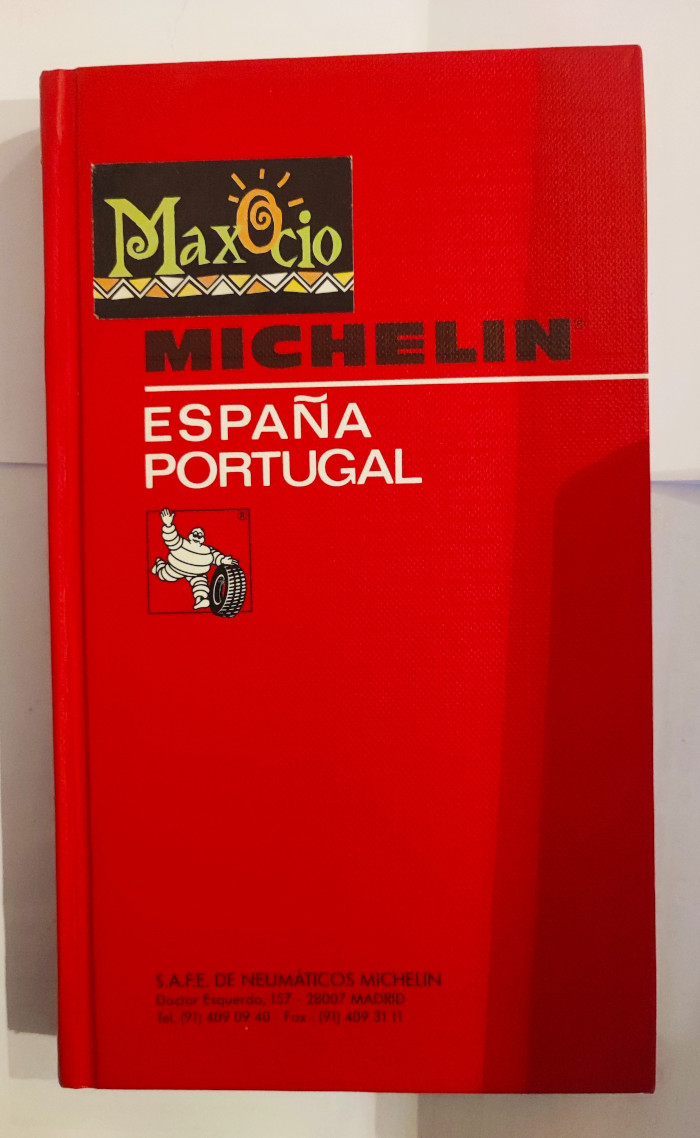 MaxOcio
MICHELIN®
ESPAÑA
PORTUGAL
®
S.A.F.E. DE NEUMÁTICOS MICHELIN
Doctor Esquerdo, 157 - 28007 MADRID
Tel. (91) 409 09 40 - Fax - (91) 409 31 11